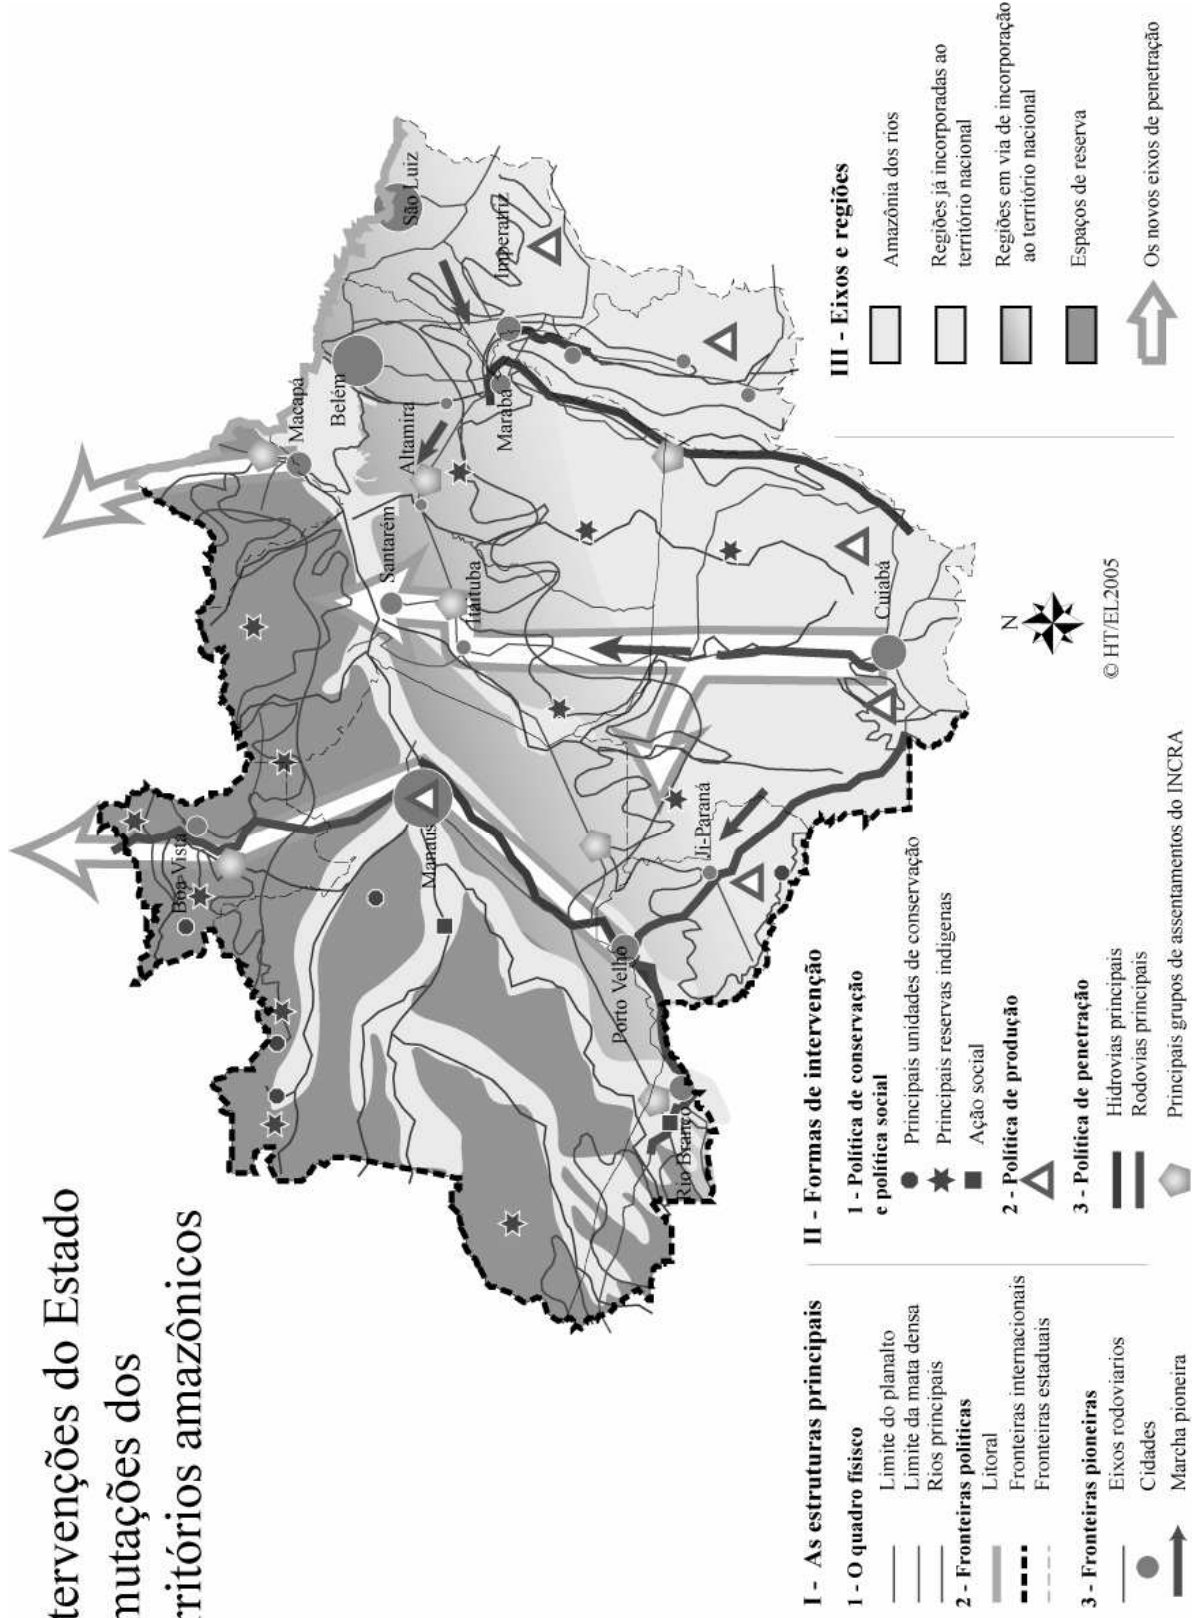 tervenções do Estado
mutações dos
rritórios amazônicos
Boa Vista
Macapá
Belém
São Luiz
Santarém
Altamira
Imperatriz
Manaus
Itaituba
Marabá
Porto Velho
Ji-Paraná
Rio Branco
Cuiabá
N
© HT/EL2005
I - As estruturas principais
1 - O quadro físisco
Limite do planalto
Limite da mata densa
Rios principais
2 - Fronteiras politicas
Litoral
Fronteiras internacionais
Fronteiras estaduais
3 - Fronteiras pioneiras
Eixos rodoviarios
Cidades
Marcha pioneira
II - Formas de intervenção
1 - Política de conservação
e política social
Principais unidades de conservação
Principais reservas indigenas
Ação social
2 - Política de produção
3 - Política de penetração
Hidrovias principais
Rodovias principais
Principais grupos de assentamentos do INCRA
III - Eixos e regiões
Amazônia dos rios
Regiões já incorporadas ao
território nacional
Regiões em via de incorporação
ao território nacional
Espaços de reserva
Os novos eixos de penetração